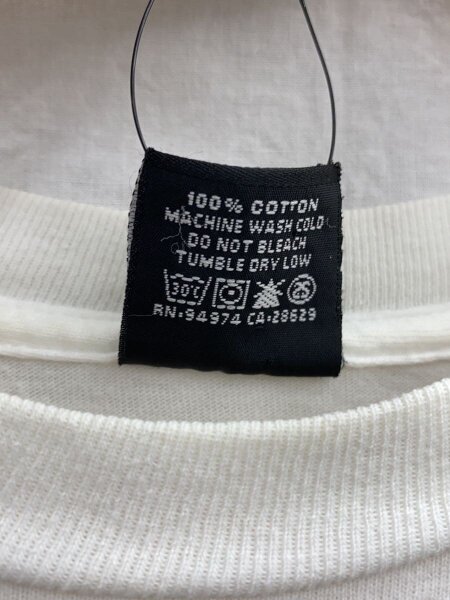 100% COTTON
MACHINE WASH COLD
DO NOT BLEACH
TUMBLE DRY LOW
30°
RN:94974 CA:28629